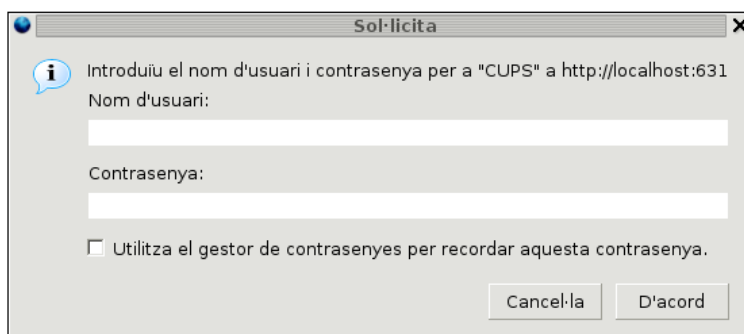 Sol·licita
Introduïu el nom d'usuari i contrasenya per a "CUPS" a http://localhost:631
Nom d'usuari:
Contrasenya:
Utilitza el gestor de contrasenyes per recordar aquesta contrasenya.
Cancel·la D'acord